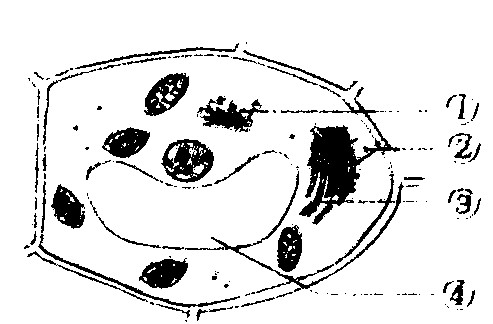 ①
②
③
④